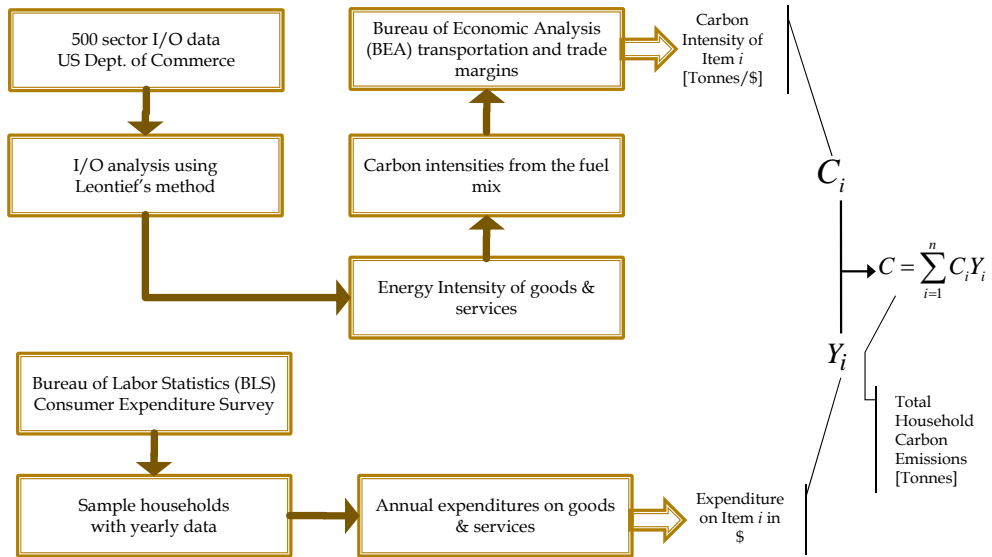 500 sector I/O data
US Dept. of Commerce
Bureau of Economic Analysis
(BEA) transportation and trade
margins
Carbon
Intensity of
Item i
[Tonnes/$]
I/O analysis using
Leontief's method
Carbon intensities from the fuel
mix
C_i
Energy Intensity of goods &
services
C = \sum_{i=1}^{n} C_i Y_i
Y_i
Bureau of Labor Statistics (BLS)
Consumer Expenditure Survey
Total
Household
Carbon
Emissions
[Tonnes]
Sample households
with yearly data
Annual expenditures on goods
& services
Expenditure
on Item i in
$